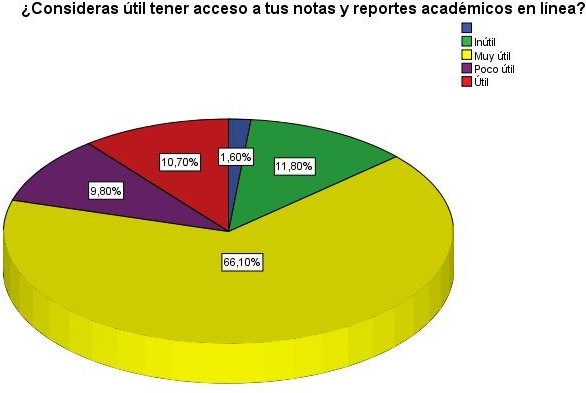 ¿Consideras útil tener acceso a tus notas y reportes académicos en línea?
Inútil
Muy útil
Poco útil
Útil
10,70%
1,60%
11,80%
9,80%
66,10%